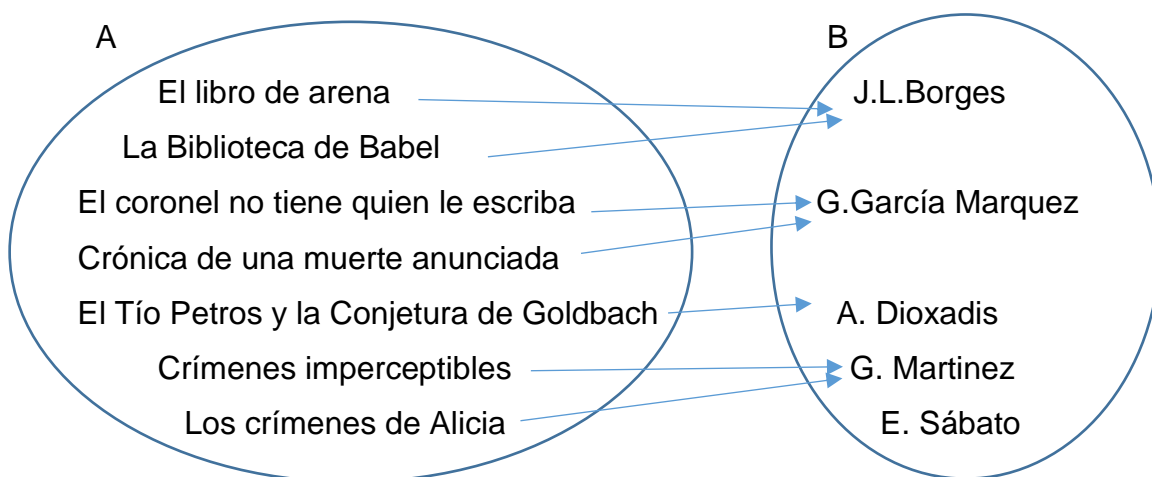 A
B
El libro de arena
J.L.Borges
La Biblioteca de Babel
El coronel no tiene quien le escriba
G.García Marquez
Crónica de una muerte anunciada
El Tío Petros y la Conjetura de Goldbach
A. Dioxadis
Crímenes imperceptibles
G. Martinez
Los crímenes de Alicia
E. Sábato